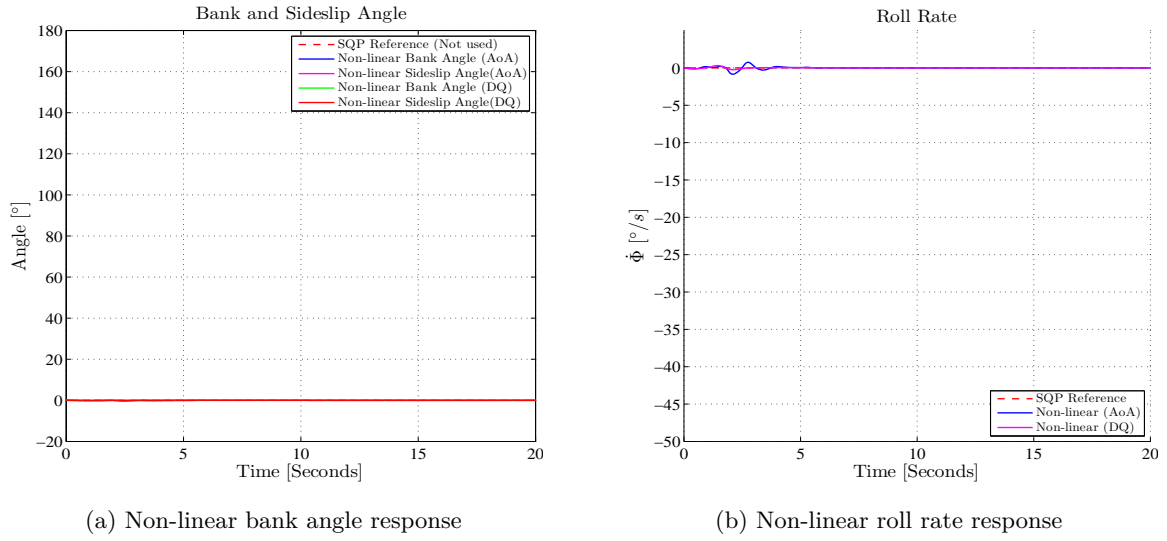 Bank and Sideslip Angle
180
160
140
120
100
80
60
40
20
0
−20
Angle [°]
SQP Reference (Not used)
Non-linear Bank Angle (AoA)
Non-linear Sideslip Angle(AoA)
Non-linear Bank Angle (DQ)
Non-linear Sideslip Angle(DQ)
0 5 10 15 20
Time [Seconds]
(a) Non-linear bank angle response
Roll Rate
0
−5
−10
−15
−20
−25
−30
−35
−40
−45
−50
Φ̇ [°/s]
SQP Reference
Non-linear (AoA)
Non-linear (DQ)
0 5 10 15 20
Time [Seconds]
(b) Non-linear roll rate response